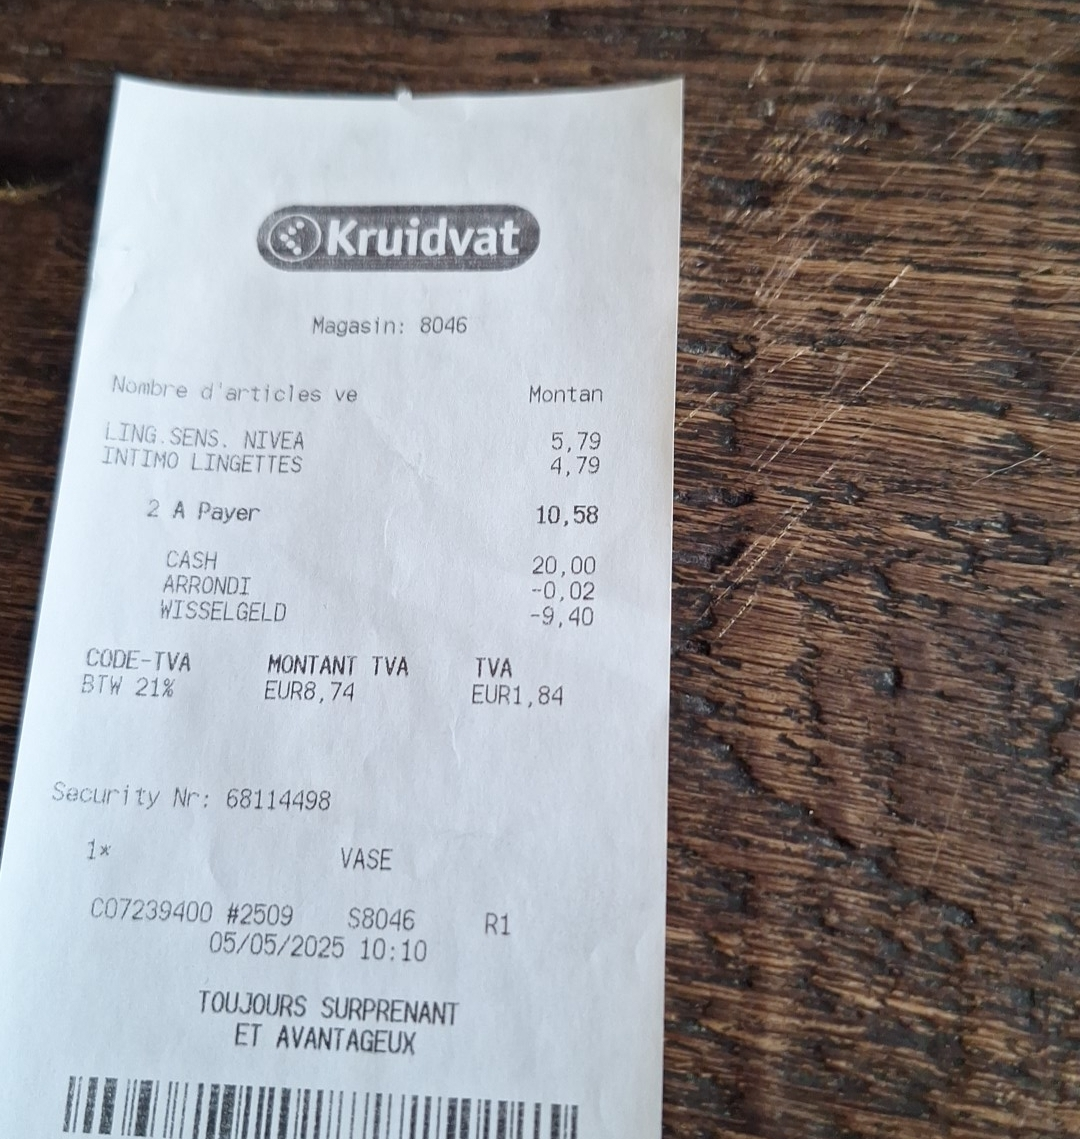 Kruidvat
Magasin: 8046
Nombre d'articles ve Montan
LING.SENS. NIVEA 5,79
INTIMO LINGETTES 4,79
2 A Payer 10,58
CASH 20,00
ARRONDI -0,02
WISSELGELD -9,40
CODE-TVA MONTANT TVA TVA
BTW 21% EUR8,74 EUR1,84
Security Nr: 68114498
1* VASE
C07239400 #2509 S8046 R1
05/05/2025 10:10
TOUJOURS SURPRENANT
ET AVANTAGEUX